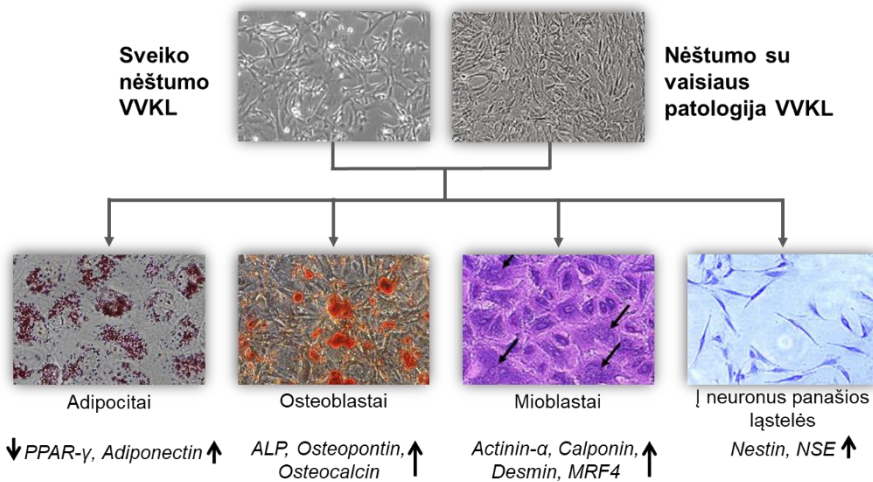 Sveiko
nėštumo
VVKL
Nėštumo su
vaisiaus
patologija VVKL
Adipocitai
Osteoblastai
Mioblastai
Į neuronus panašios
ląstelės
PPAR-γ, Adiponectin
ALP, Osteopontin,
Osteocalcin
Actinin-α, Calponin,
Desmin, MRF4
Nestin, NSE